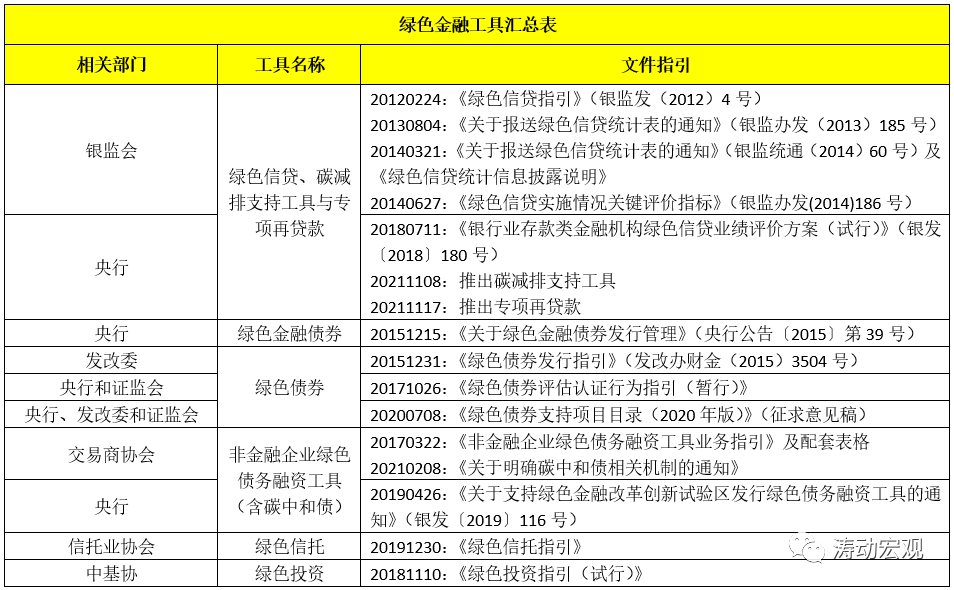 绿色金融工具汇总表
相关部门
工具名称
文件指引
银监会
绿色信贷、碳减
排支持工具与专
项再贷款
20120224：《绿色信贷指引》（银监发（2012）4 号）
20130804：《关于报送绿色信贷统计表的通知》（银监办发（2013）185 号）
20140321：《关于报送绿色信贷统计表的通知》（银监统通（2014）60 号）及
《绿色信贷统计信息披露说明》
20140627：《绿色信贷实施情况关键评价指标》（银监办发(2014)186 号）
央行
20180711：《银行业存款类金融机构绿色信贷业绩评价方案（试行）》（银发
〔2018〕180 号）
20211108：推出碳减排支持工具
20211117：推出专项再贷款
央行
绿色金融债券
20151215：《关于绿色金融债券发行管理》（央行公告〔2015〕第 39 号）
发改委
绿色债券
20151231：《绿色债券发行指引》（发改办财金（2015）3504 号）
央行和证监会
20171026：《绿色债券评估认证行为指引（暂行）》
央行、发改委和证监会
20200708：《绿色债券支持项目目录（2020 年版）》（征求意见稿）
交易商协会
非金融企业绿色
债务融资工具
（含碳中和债）
20170322：《非金融企业绿色债务融资工具业务指引》及配套表格
20210208：《关于明确碳中和债相关机制的通知》
央行
20190426：《关于支持绿色金融改革创新试验区发行绿色债务融资工具的通
知》（银发〔2019〕116 号）
信托业协会
绿色信托
20191230：《绿色信托指引》
中基协
绿色投资
20181110：《绿色投资指引（试行）》
涛动宏观